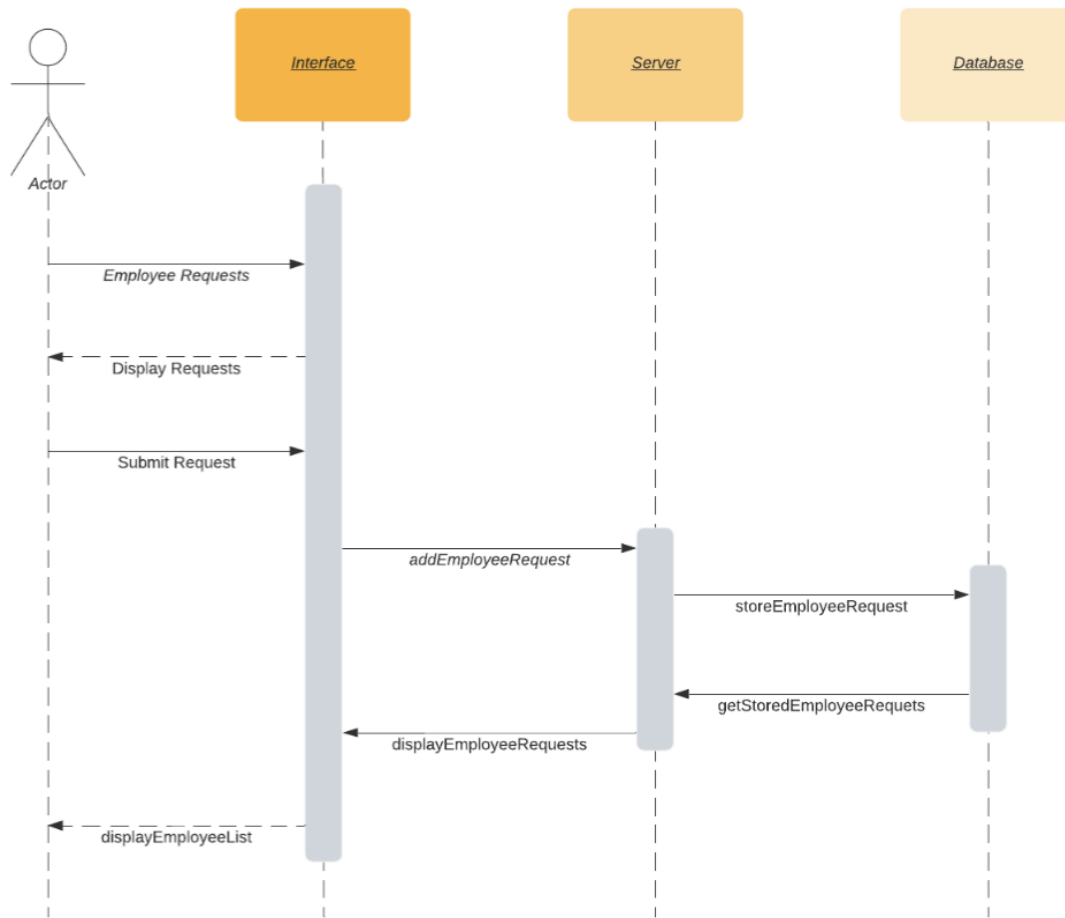 Interface
Server
Database
Actor
Employee Requests
Display Requests
Submit Request
addEmployeeRequest
storeEmployeeRequest
getStoredEmployeeRequets
displayEmployeeRequests
displayEmployeeList